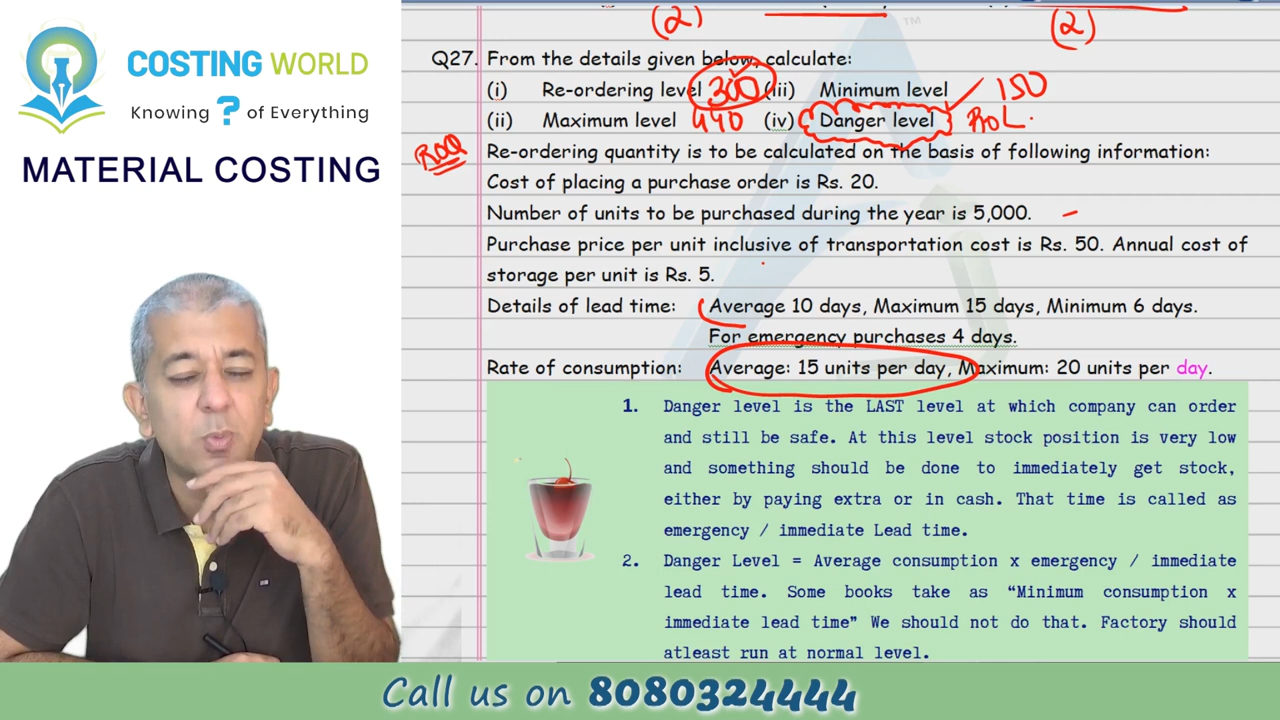 (2)
(2)
TM
COSTING WORLD
Knowing ? of Everything
MATERIAL COSTING
Q27. From the details given below, calculate:
(i) Re-ordering level 300 (iii) Minimum level 150
(ii) Maximum level 440 (iv) Danger level ROL.
ROQ
Re-ordering quantity is to be calculated on the basis of following information:
Cost of placing a purchase order is Rs. 20.
Number of units to be purchased during the year is 5,000.
Purchase price per unit inclusive of transportation cost is Rs. 50. Annual cost of
storage per unit is Rs. 5.
Details of lead time: Average 10 days, Maximum 15 days, Minimum 6 days.
For emergency purchases 4 days.
Rate of consumption: Average: 15 units per day, Maximum: 20 units per day.
1. Danger level is the LAST level at which company can order
and still be safe. At this level stock position is very low
and something should be done to immediately get stock,
either by paying extra or in cash. That time is called as
emergency / immediate Lead time.
2. Danger Level = Average consumption x emergency / immediate
lead time. Some books take as “Minimum consumption x
immediate lead time” We should not do that. Factory should
atleast run at normal level.
Call us on 8080324444